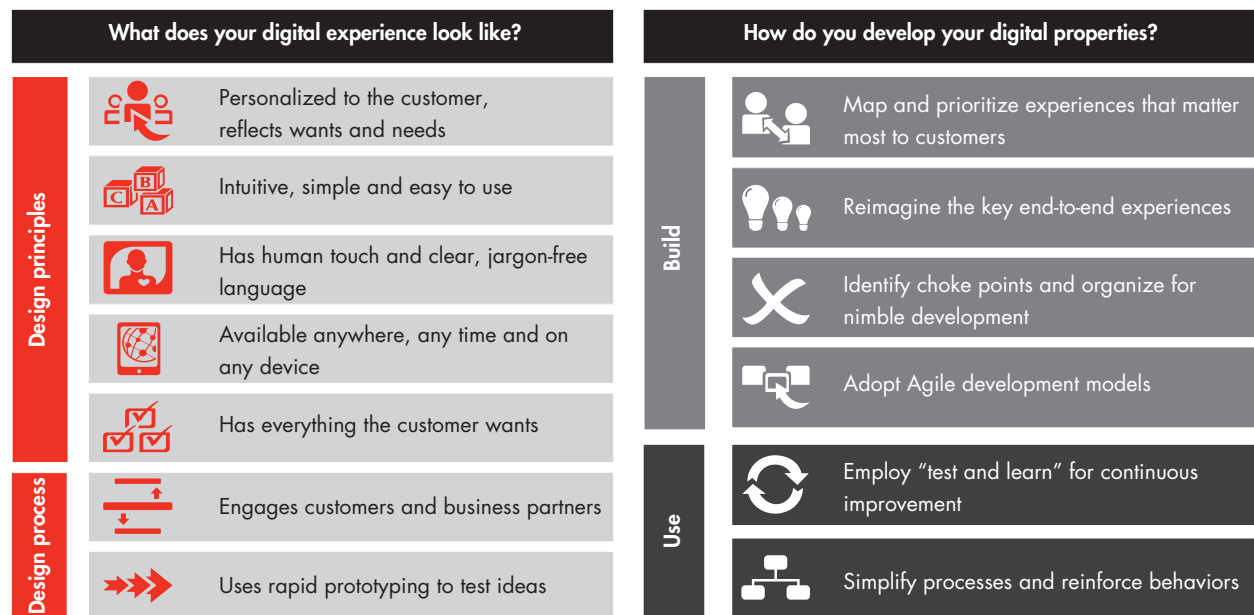 What does your digital experience look like?
Design principles
Personalized to the customer,
reflects wants and needs
C B A
Intuitive, simple and easy to use
Has human touch and clear, jargon-free
language
Available anywhere, any time and on
any device
Has everything the customer wants
Design process
Engages customers and business partners
Uses rapid prototyping to test ideas
How do you develop your digital properties?
Build
Map and prioritize experiences that matter
most to customers
Reimagine the key end-to-end experiences
Identify choke points and organize for
nimble development
Adopt Agile development models
Use
Employ “test and learn” for continuous
improvement
Simplify processes and reinforce behaviors